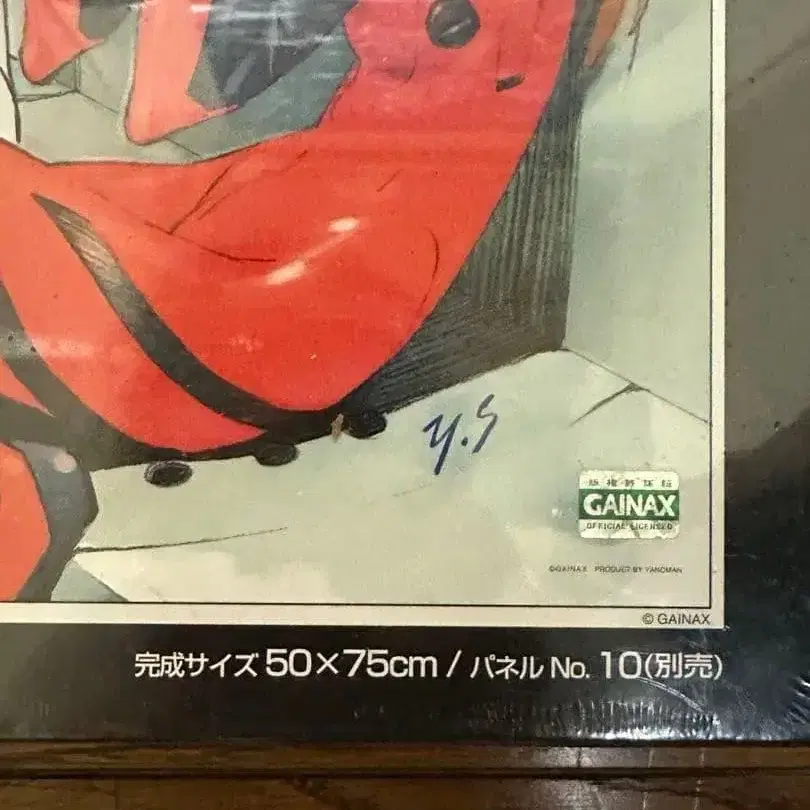 y.s
版権許諾証
GAINAX
OFFICIAL LICENSED
©GAINAX PRODUCT BY YANOMAN
© GAINAX
完成サイズ 50×75cm / パネル No. 10(別売)